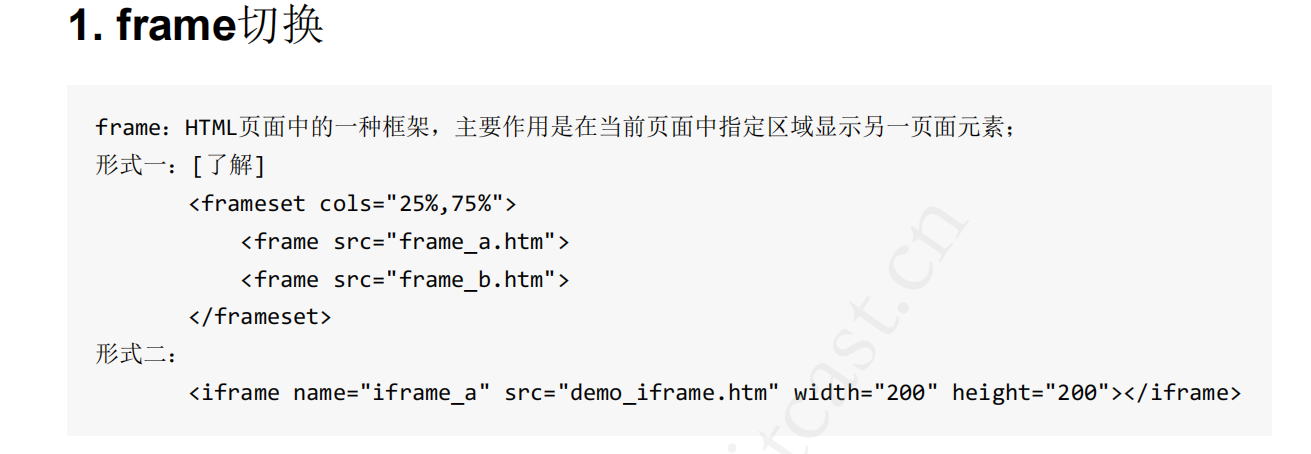 1. frame切换
frame：HTML页面中的一种框架，主要作用是在当前页面中指定区域显示另一页面元素；
形式一：[了解]
<frameset cols="25%,75%">
<frame src="frame_a.htm">
<frame src="frame_b.htm">
</frameset>
形式二：
<iframe name="iframe_a" src="demo_iframe.htm" width="200" height="200"></iframe>
itcast.cn